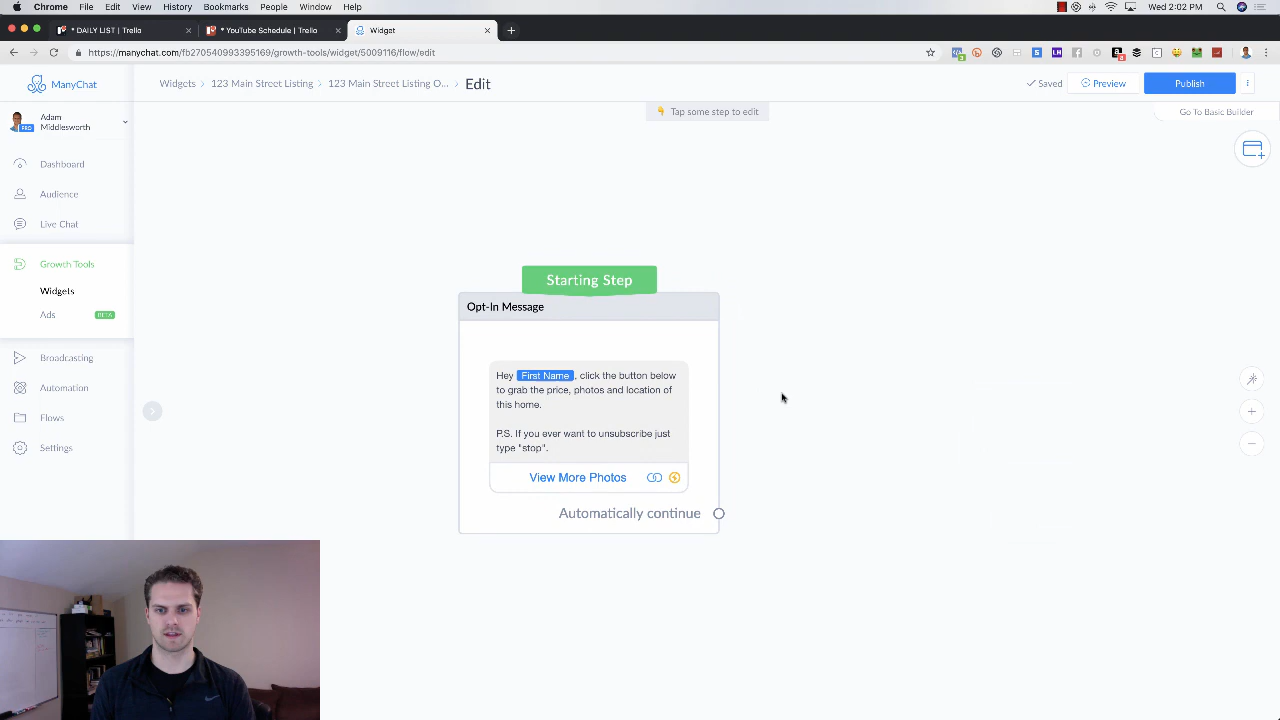 Chrome File Edit View History Bookmarks People Window Help
Wed 2:02 PM
* DAILY LIST | Trello
* YouTube Schedule | Trello
Widget
https://manychat.com/fb270540993395169/growth-tools/widget/5009116/flow/edit
ManyChat
Widgets > 123 Main Street Listing > 123 Main Street Listing O... > Edit
Saved
Preview
Publish
Adam
Middlesworth
PRO
Tap some step to edit
Go To Basic Builder
Dashboard
Audience
Live Chat
Growth Tools
Widgets
Ads
BETA
Broadcasting
Automation
Flows
Settings
Starting Step
Opt-In Message
Hey First Name, click the button below
to grab the price, photos and location of
this home.
P.S. If you ever want to unsubscribe just
type "stop".
View More Photos
Automatically continue